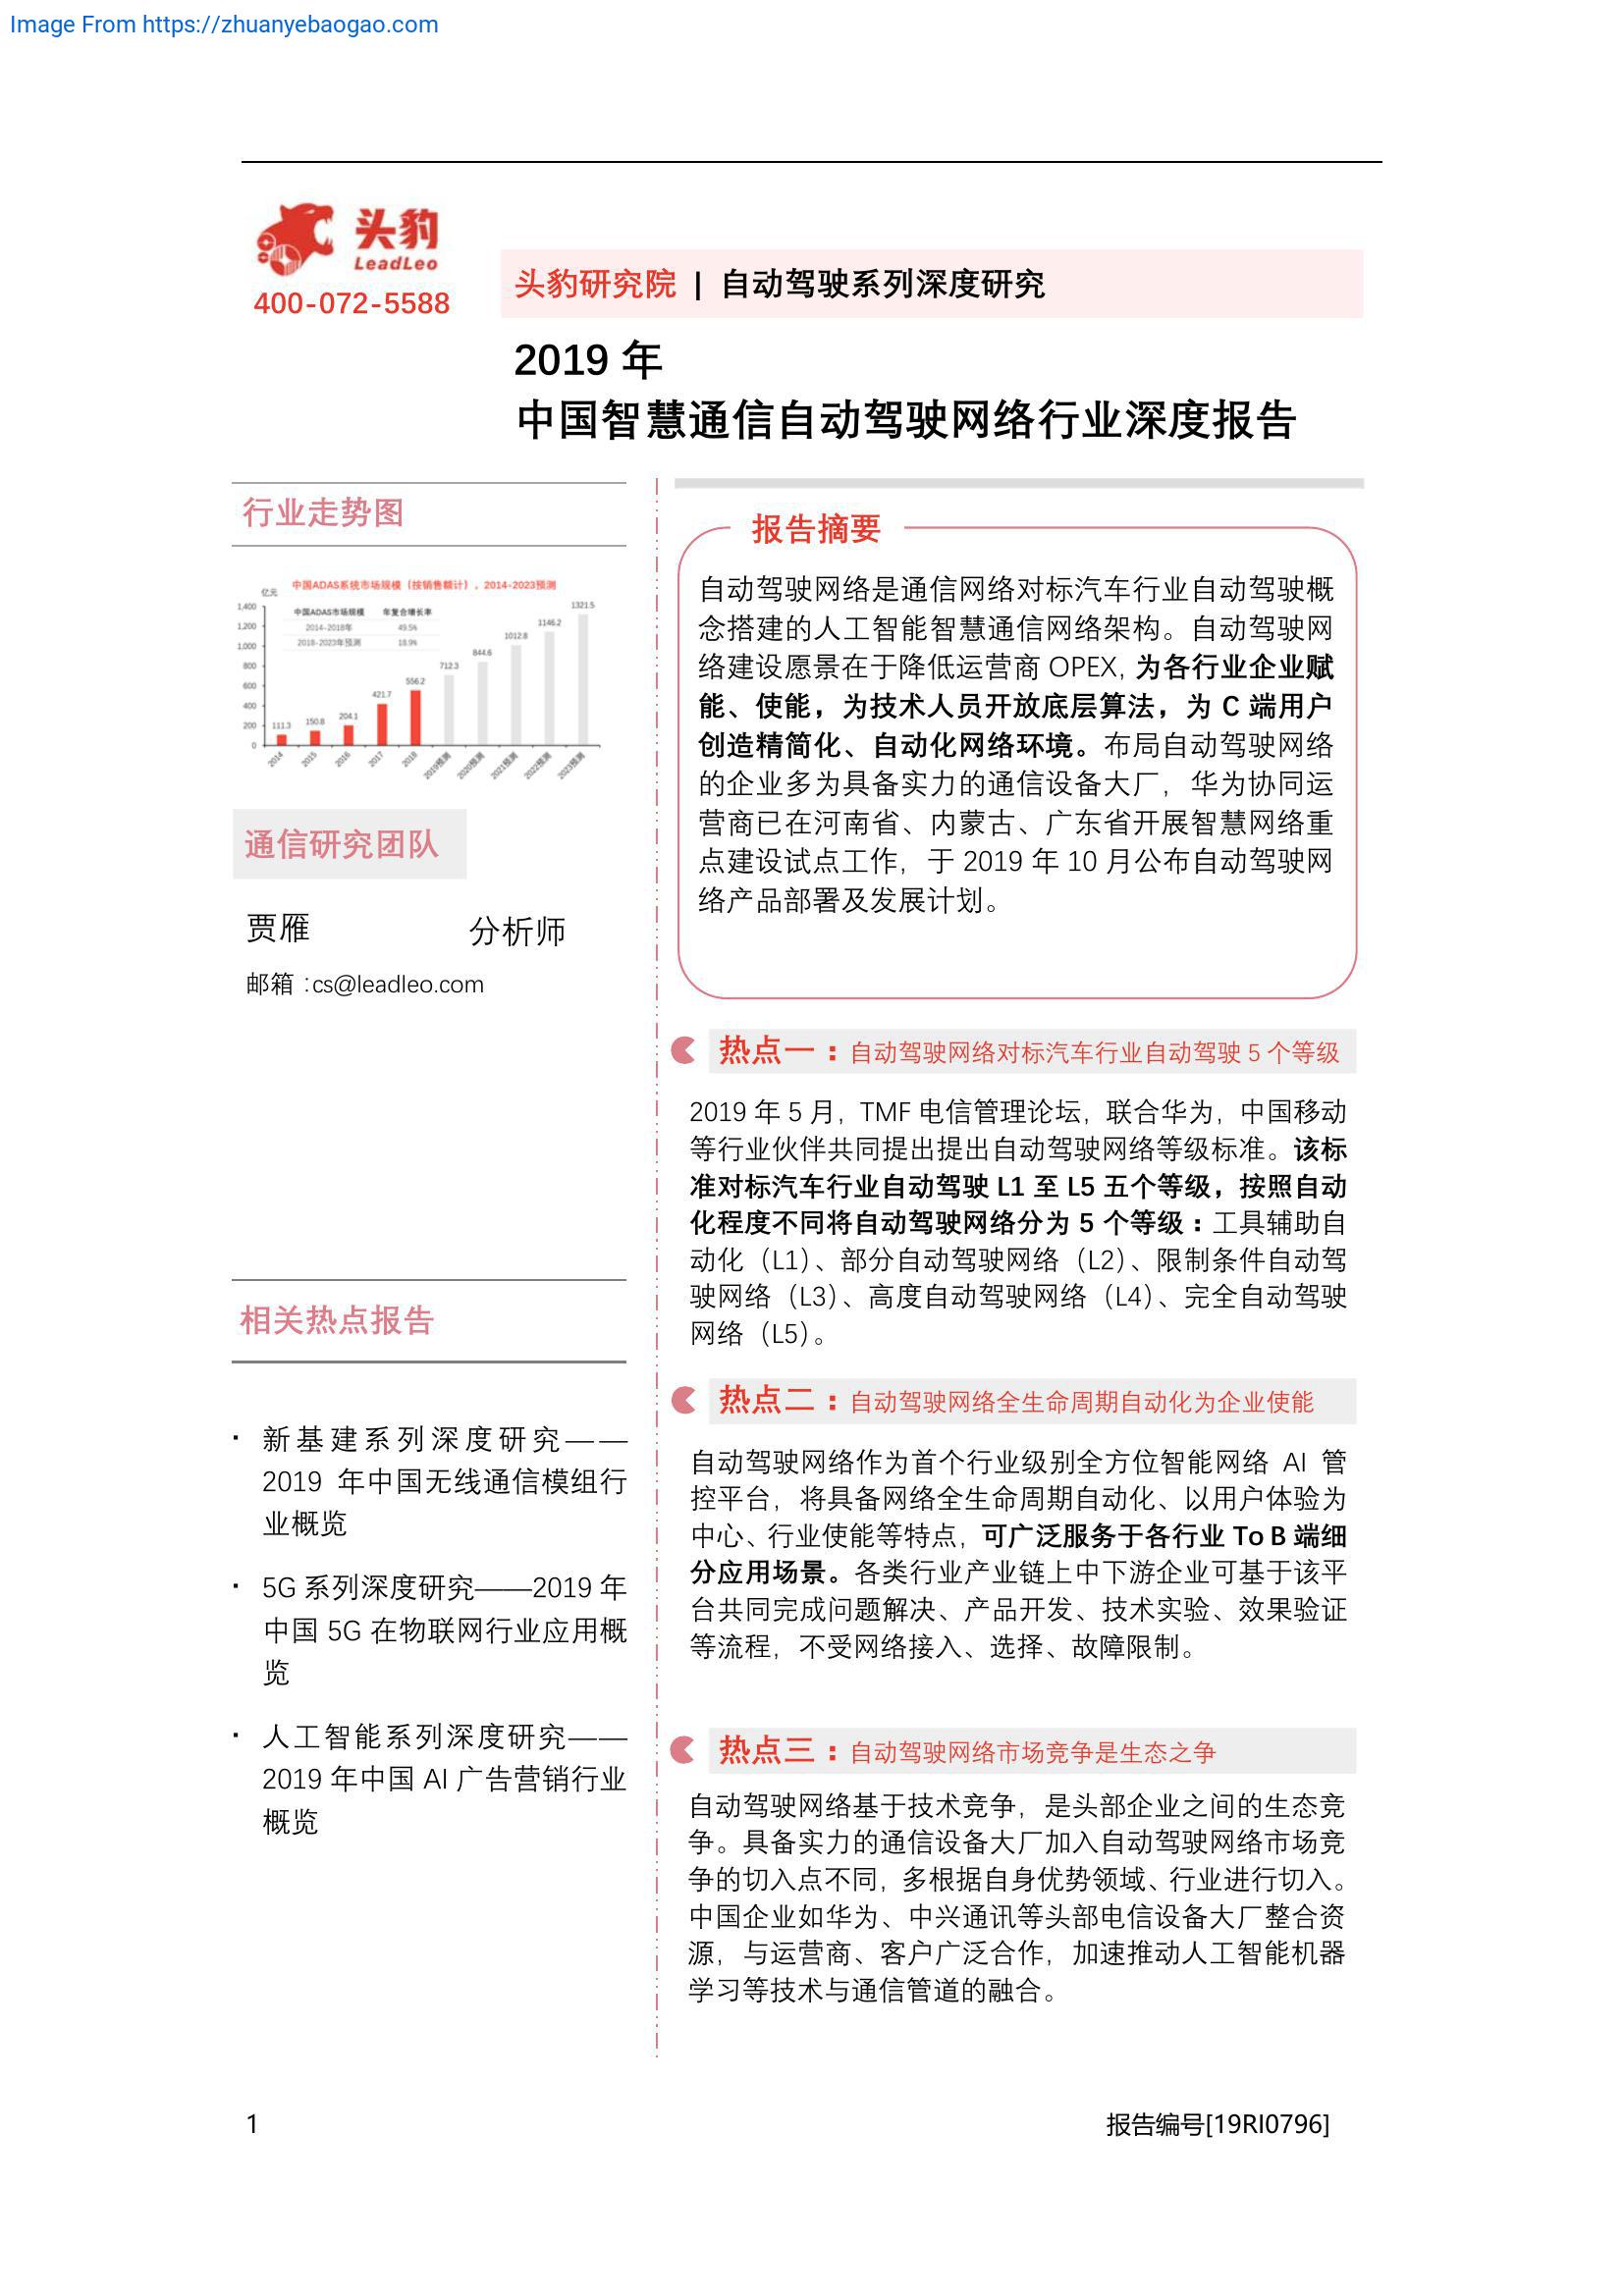 Image From https://zhuanyebaogao.com
头豹
LeadLeo
400-072-5588
头豹研究院 | 自动驾驶系列深度研究
2019 年
中国智慧通信自动驾驶网络行业深度报告
行业走势图
中国ADAS系统市场规模（按销售额计），2014-2023预测
亿元
中国ADAS市场规模 年复合增长率
2014-2018年 49.5%
2018-2023年预测 18.9%
1,400
1,200
1,000
800
600
400
200
0
111.3
150.8
204.1
421.7
556.2
712.3
844.6
1012.8
1146.2
1321.5
2014
2015
2016
2017
2018
2019预测
2020预测
2021预测
2022预测
2023预测
通信研究团队
贾雁 分析师
邮箱：cs@leadleo.com
相关热点报告
· 新基建系列深度研究——
2019 年中国无线通信模组行
业概览
· 5G 系列深度研究——2019 年
中国 5G 在物联网行业应用概
览
· 人工智能系列深度研究——
2019 年中国 AI 广告营销行业
概览
报告摘要
自动驾驶网络是通信网络对标汽车行业自动驾驶概
念搭建的人工智能智慧通信网络架构。自动驾驶网
络建设愿景在于降低运营商 OPEX，为各行业企业赋
能、使能，为技术人员开放底层算法，为 C 端用户
创造精简化、自动化网络环境。布局自动驾驶网络
的企业多为具备实力的通信设备大厂，华为协同运
营商已在河南省、内蒙古、广东省开展智慧网络重
点建设试点工作，于 2019 年 10 月公布自动驾驶网
络产品部署及发展计划。
热点一：自动驾驶网络对标汽车行业自动驾驶 5 个等级
2019 年 5 月，TMF 电信管理论坛，联合华为，中国移动
等行业伙伴共同提出提出自动驾驶网络等级标准。该标
准对标汽车行业自动驾驶 L1 至 L5 五个等级，按照自动
化程度不同将自动驾驶网络分为 5 个等级：工具辅助自
动化（L1）、部分自动驾驶网络（L2）、限制条件自动驾
驶网络（L3）、高度自动驾驶网络（L4）、完全自动驾驶
网络（L5）。
热点二：自动驾驶网络全生命周期自动化为企业使能
自动驾驶网络作为首个行业级别全方位智能网络 AI 管
控平台，将具备网络全生命周期自动化、以用户体验为
中心、行业使能等特点，可广泛服务于各行业 To B 端细
分应用场景。各类行业产业链上中下游企业可基于该平
台共同完成问题解决、产品开发、技术实验、效果验证
等流程，不受网络接入、选择、故障限制。
热点三：自动驾驶网络市场竞争是生态之争
自动驾驶网络基于技术竞争，是头部企业之间的生态竞
争。具备实力的通信设备大厂加入自动驾驶网络市场竞
争的切入点不同，多根据自身优势领域、行业进行切入。
中国企业如华为、中兴通讯等头部电信设备大厂整合资
源，与运营商、客户广泛合作，加速推动人工智能机器
学习等技术与通信管道的融合。
1
报告编号[19RI0796]